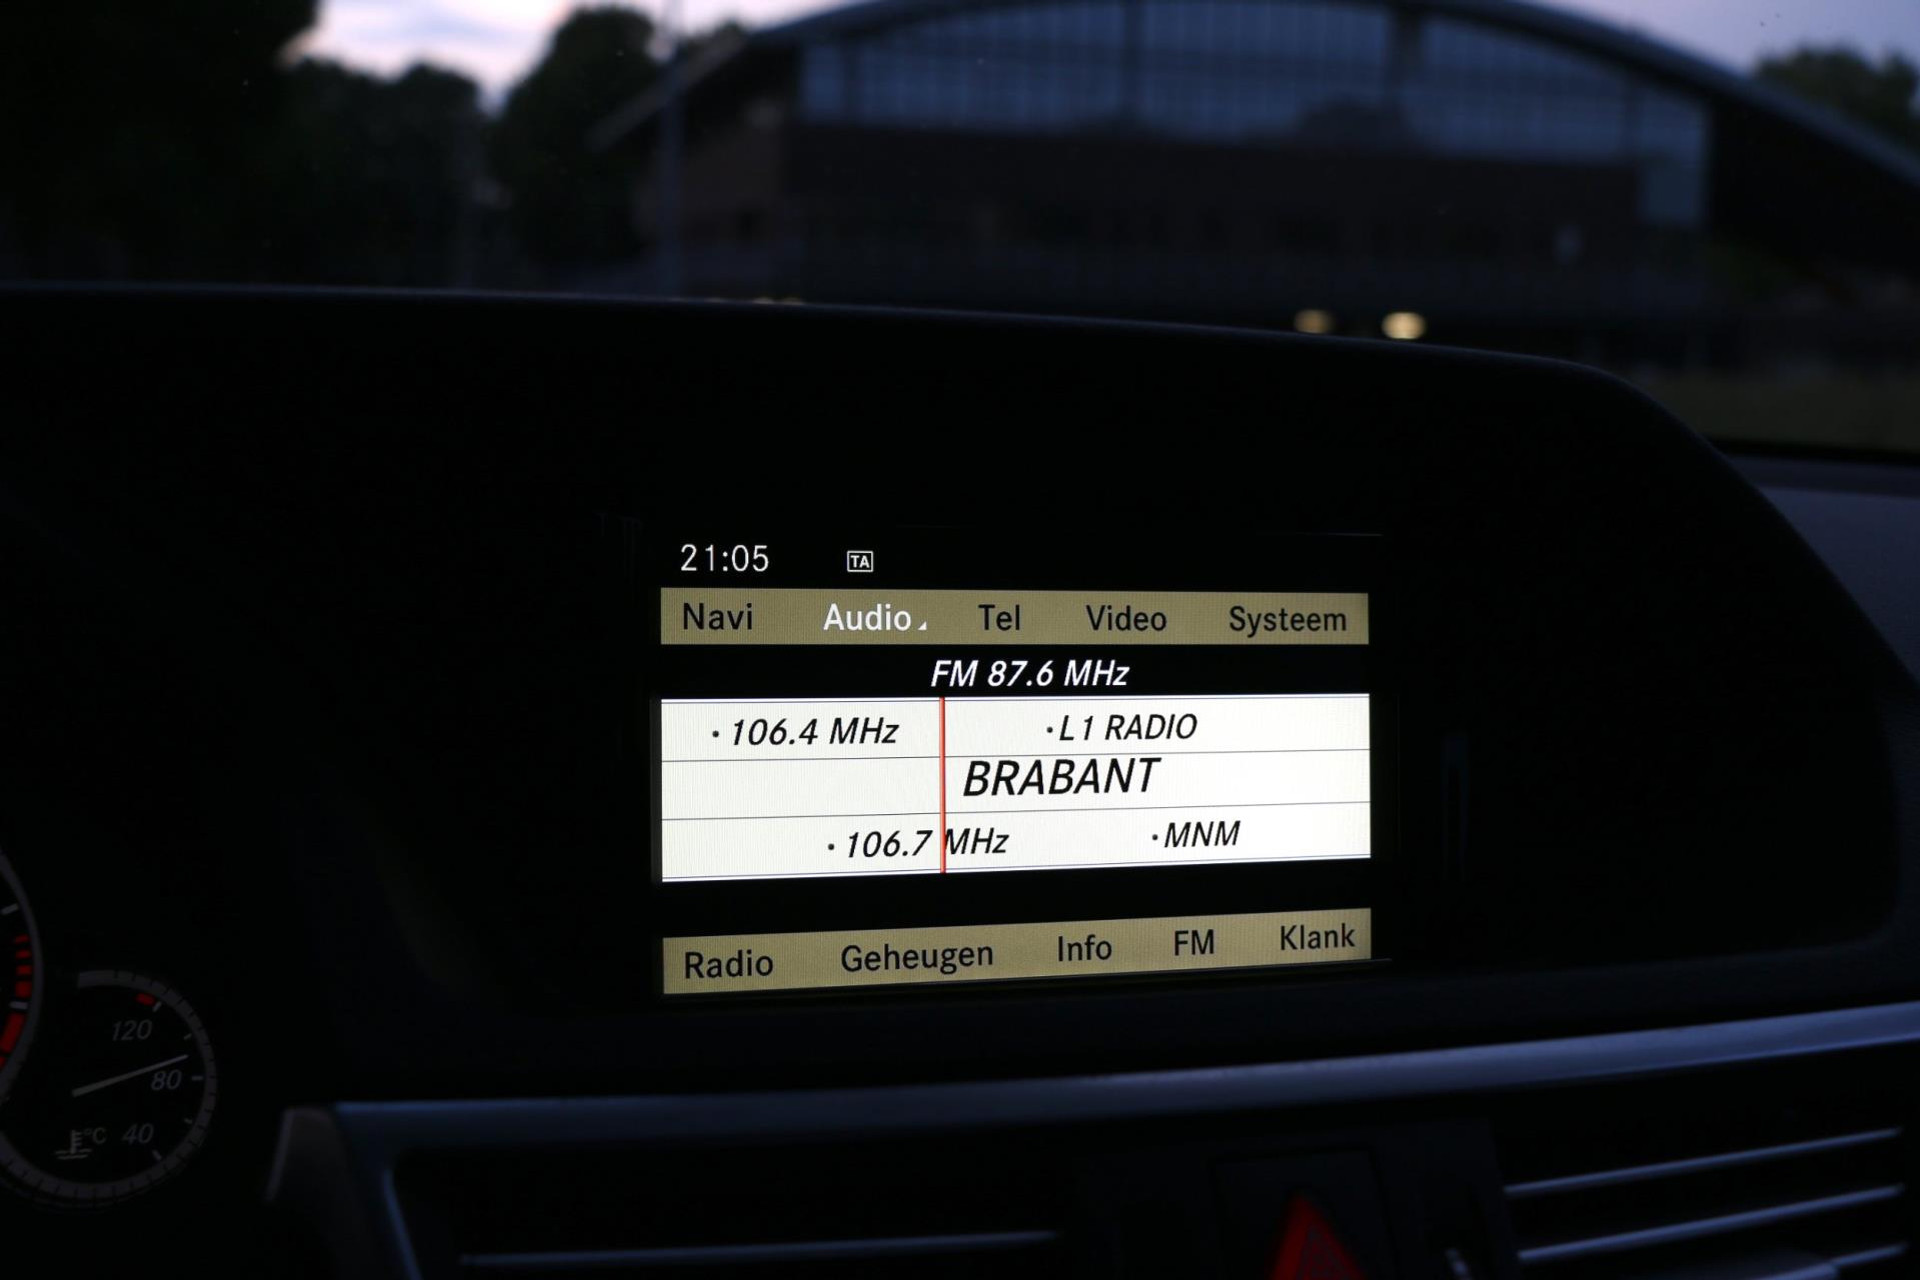 21:05 TA
Navi Audio Tel Video Systeem
FM 87.6 MHz
· 106.4 MHz · L1 RADIO
BRABANT
· 106.7 MHz · MNM
Radio Geheugen Info FM Klank
120
80
°C 40